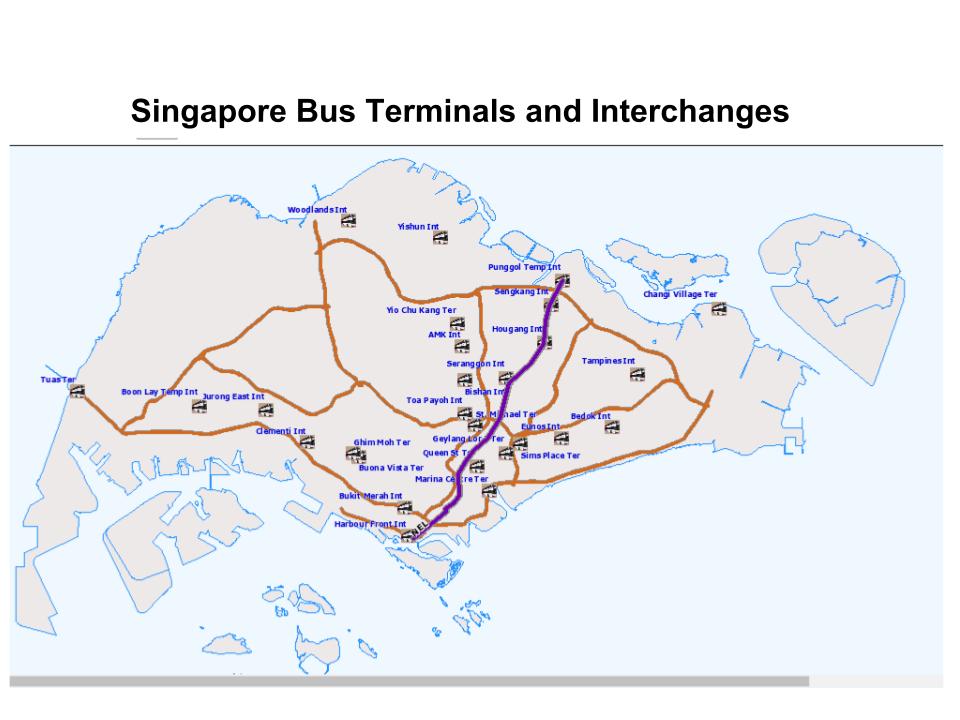 Singapore Bus Terminals and Interchanges
Woodlands Int
Yishun Int
Punggol Temp Int
Sengkang Int
Changi Village Ter
Yio Chu Kang Ter
AMK Int
Hougang Int
Seranggon Int
Tampines Int
Tuas Ter
Boon Lay Temp Int
Jurong East Int
Bishan Int
Toa Payoh Int
St. Michael Ter
Bedok Int
Eunos Int
Clementi Int
Ghim Moh Ter
Geylang Lor Ter
Queen St Ter
Sims Place Ter
Buona Vista Ter
Marina Centre Ter
Bukit Merah Int
Harbour Front Int
NEL